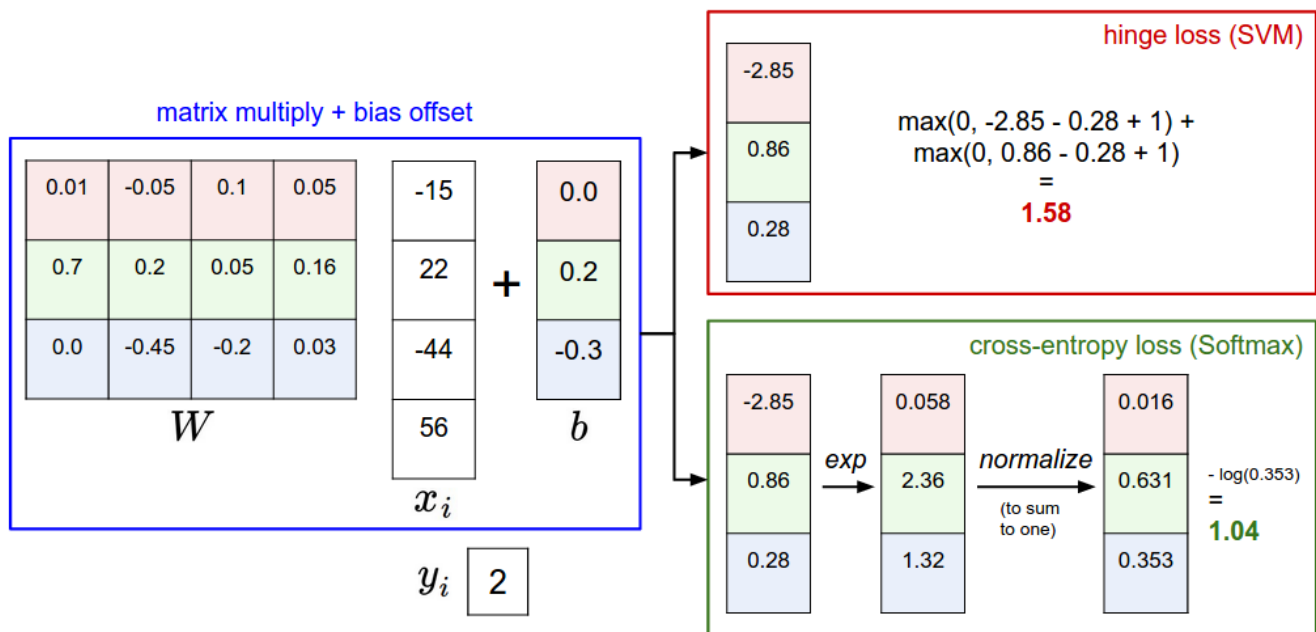 matrix multiply + bias offset
0.01 -0.05 0.1 0.05
0.7 0.2 0.05 0.16
0.0 -0.45 -0.2 0.03
W
-15
22
-44
56
x_i
+
0.0
0.2
-0.3
b
y_i 2
hinge loss (SVM)
-2.85
0.86
0.28
max(0, -2.85 - 0.28 + 1) +
max(0, 0.86 - 0.28 + 1)
=
1.58
cross-entropy loss (Softmax)
-2.85
0.86
0.28
exp
0.058
2.36
1.32
normalize
(to sum
to one)
0.016
0.631
0.353
- log(0.353)
=
1.04